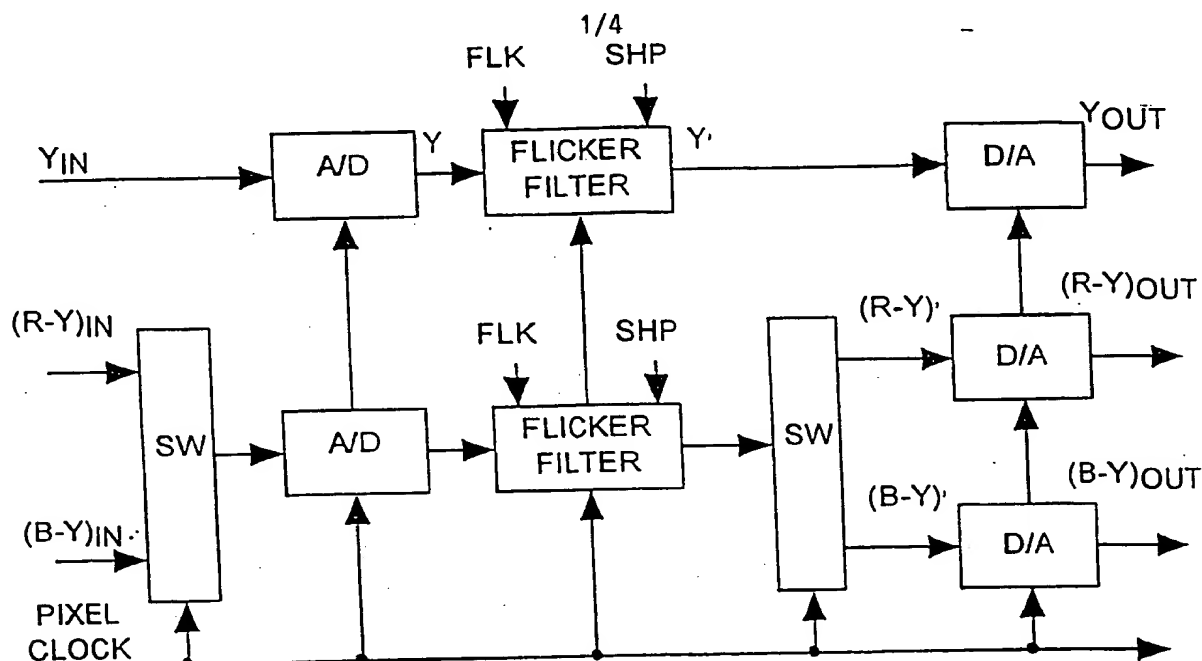 1/4
FLK SHP
YIN A/D Y FLICKER FILTER Y' D/A YOUT
(R-Y)IN FLK SHP (R-Y)' D/A (R-Y)OUT
SW A/D FLICKER FILTER SW
(B-Y)IN (B-Y)' D/A (B-Y)OUT
PIXEL
CLOCK